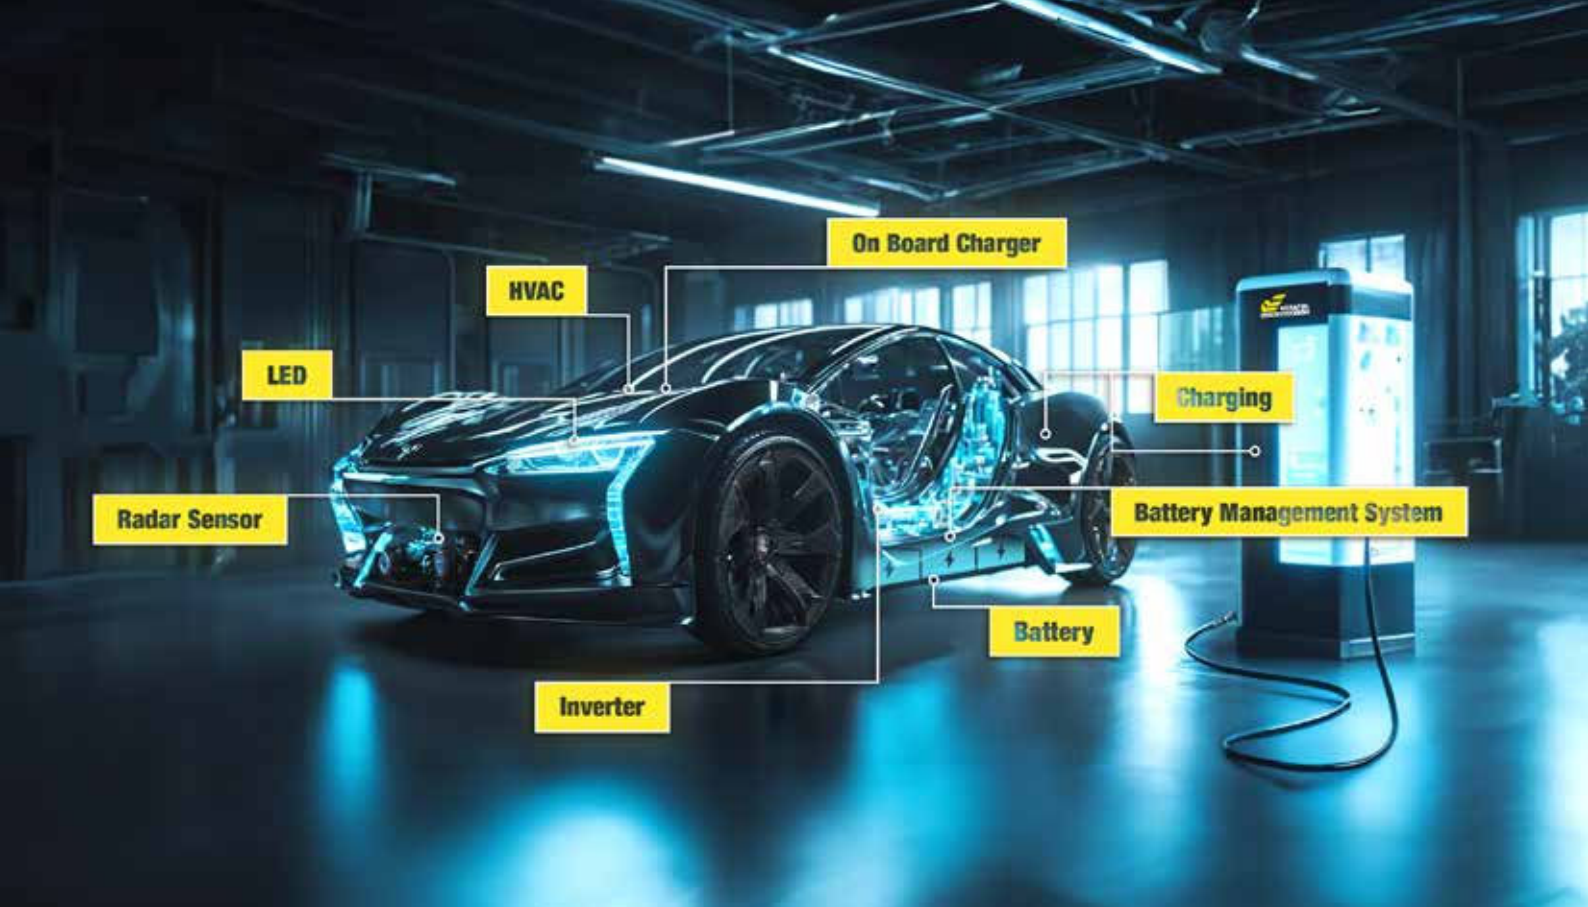 On Board Charger
HVAC
LED
Charging
Radar Sensor
Battery Management System
Battery
Inverter